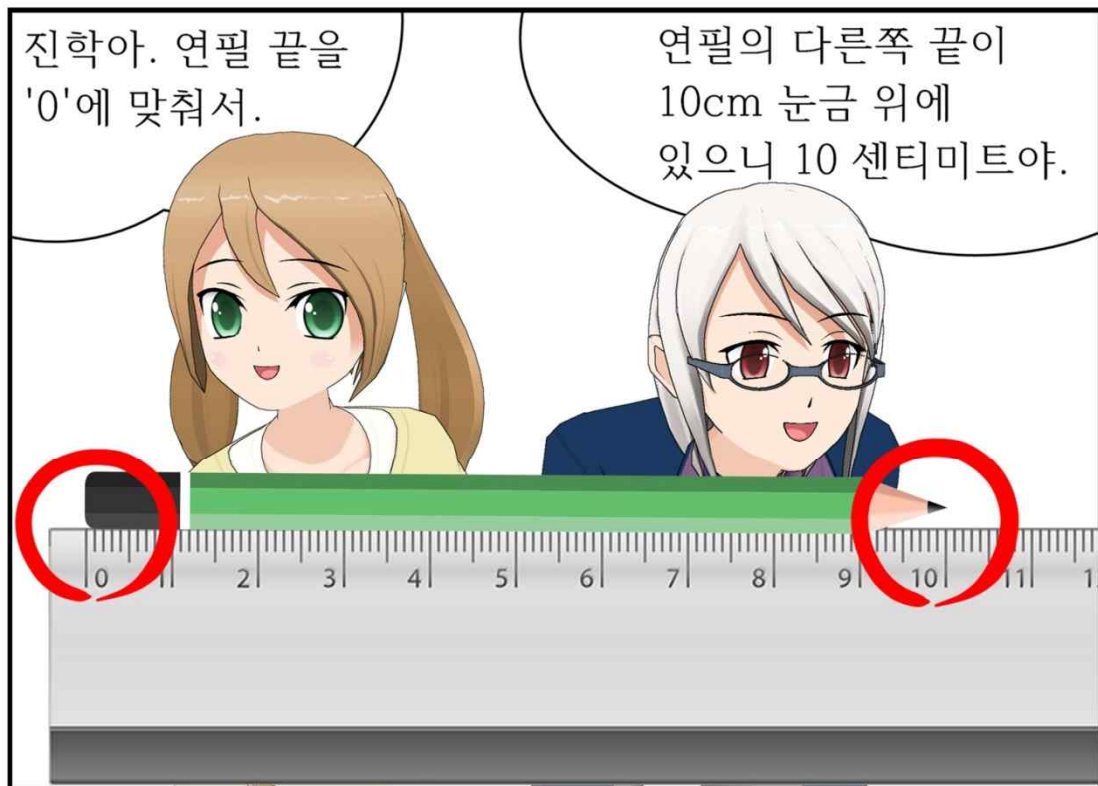 진학아. 연필 끝을
'0'에 맞춰서.
연필의 다른쪽 끝이
10cm 눈금 위에
있으니 10 센티미트야.
0 1 2 3 4 5 6 7 8 9 10 11